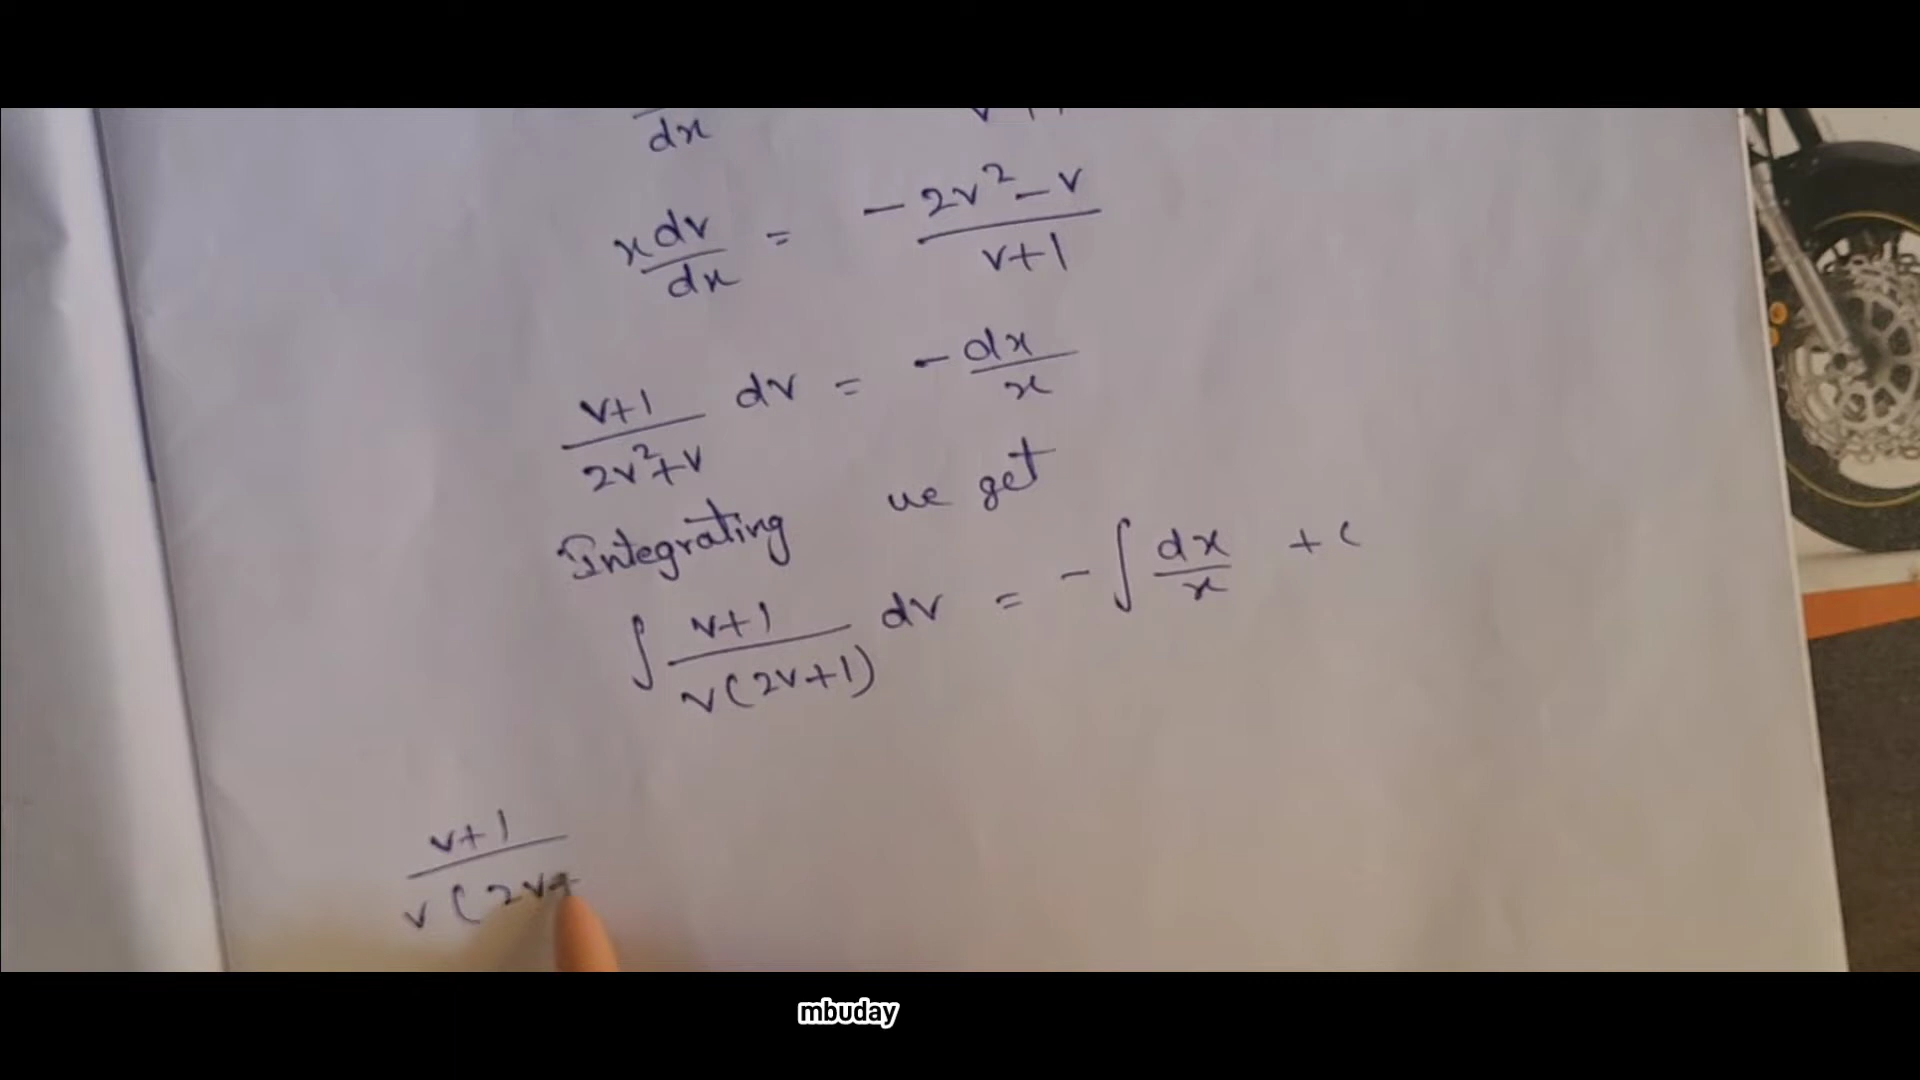 dx
x dv/dx = -2v²-v / v+1
v+1 / 2v²+v dv = - dx/x
Integrating we get
∫ v+1 / v(2v+1) dv = - ∫ dx/x + c
v+1 / v(2v+
mbuday